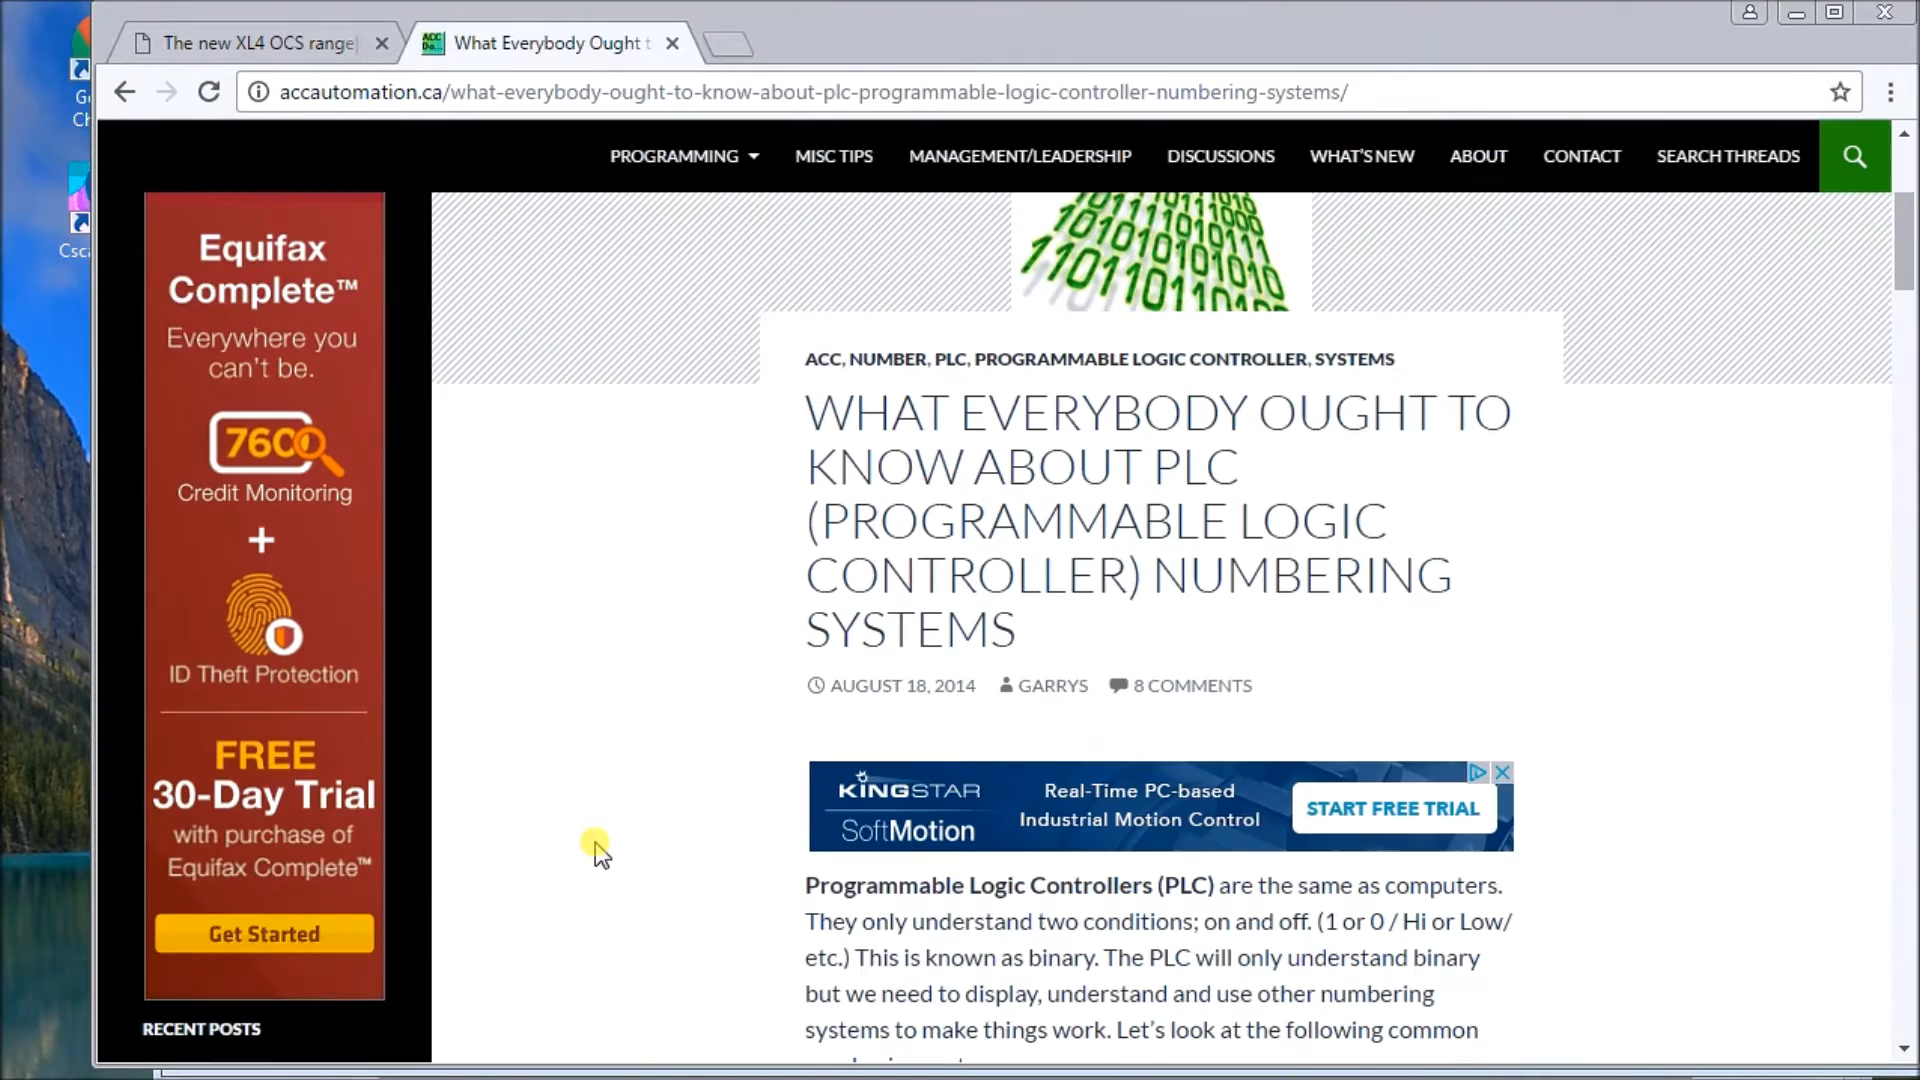 The new XL4 OCS range
What Everybody Ought t
accautomation.ca/what-everybody-ought-to-know-about-plc-programmable-logic-controller-numbering-systems/
PROGRAMMING MISC TIPS MANAGEMENT/LEADERSHIP DISCUSSIONS WHAT'S NEW ABOUT CONTACT SEARCH THREADS
Equifax
Complete™
Everywhere you
can't be.
760
Credit Monitoring
+
ID Theft Protection
FREE
30-Day Trial
with purchase of
Equifax Complete™
Get Started
RECENT POSTS
ACC, NUMBER, PLC, PROGRAMMABLE LOGIC CONTROLLER, SYSTEMS
WHAT EVERYBODY OUGHT TO
KNOW ABOUT PLC
(PROGRAMMABLE LOGIC
CONTROLLER) NUMBERING
SYSTEMS
AUGUST 18, 2014 GARRYS 8 COMMENTS
KINGSTAR
SoftMotion
Real-Time PC-based
Industrial Motion Control
START FREE TRIAL
Programmable Logic Controllers (PLC) are the same as computers.
They only understand two conditions; on and off. (1 or 0 / Hi or Low/
etc.) This is known as binary. The PLC will only understand binary
but we need to display, understand and use other numbering
systems to make things work. Let's look at the following common